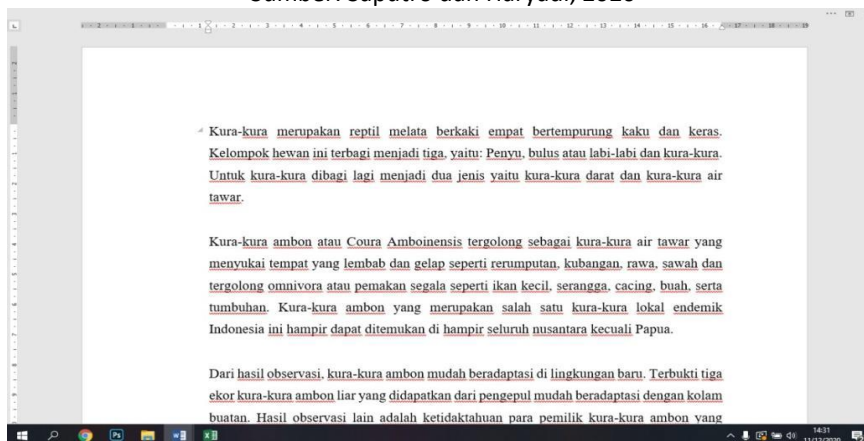 Kura-kura merupakan reptil melata berkaki empat bertempurung kaku dan keras.
Kelompok hewan ini terbagi menjadi tiga, yaitu: Penyu, bulus atau labi-labi dan kura-kura.
Untuk kura-kura dibagi lagi menjadi dua jenis yaitu kura-kura darat dan kura-kura air
tawar.
Kura-kura ambon atau Coura Amboinensis tergolong sebagai kura-kura air tawar yang
menyukai tempat yang lembab dan gelap seperti rerumputan, kubangan, rawa, sawah dan
tergolong omnivora atau pemakan segala seperti ikan kecil, serangga, cacing, buah, serta
tumbuhan. Kura-kura ambon yang merupakan salah satu kura-kura lokal endemik
Indonesia ini hampir dapat ditemukan di hampir seluruh nusantara kecuali Papua.
Dari hasil observasi, kura-kura ambon mudah beradaptasi di lingkungan baru. Terbukti tiga
ekor kura-kura ambon liar yang didapatkan dari pengepul mudah beradaptasi dengan kolam
buatan. Hasil observasi lain adalah ketidaktahuan para pemilik kura-kura ambon yang
14:31
11/12/2020